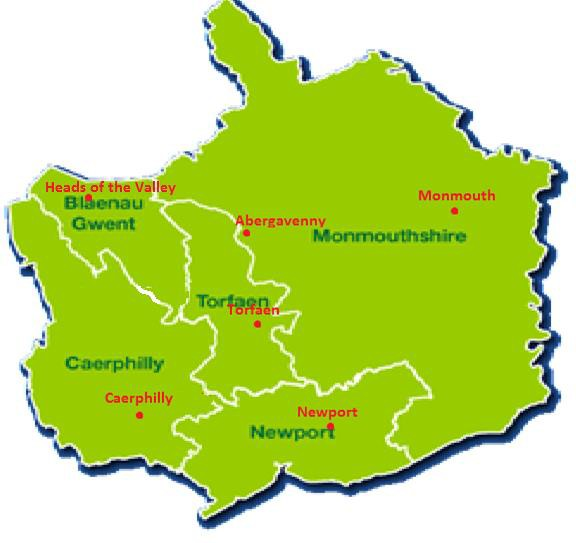 Heads of the Valley
Blaenau
Gwent
Monmouth
Abergavenny
Monmouthshire
Torfaen
Torfaen
Caerphilly
Caerphilly
Newport
Newport